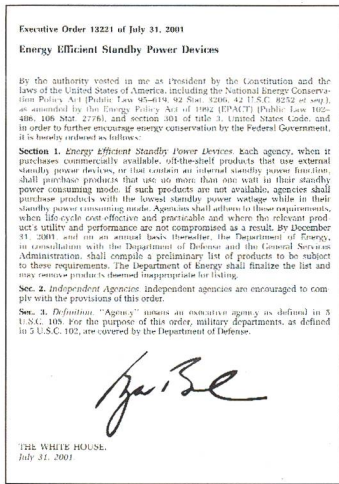 Executive Order 13221 of July 31, 2001
Energy Efficient Standby Power Devices
By the authority vested in me as President by the Constitution and the
laws of the United States of America, including the National Energy Conserva-
tion Policy Act (Public Law 95–619, 92 Stat. 3206, 42 U.S.C. 8252 et seq.),
as amended by the Energy Policy Act of 1992 (EPACT) (Public Law 102–
486, 106 Stat. 2776), and section 301 of title 3, United States Code, and
in order to further encourage energy conservation by the Federal Government,
it is hereby ordered as follows:
Section 1. Energy Efficient Standby Power Devices. Each agency, when it
purchases commercially available, off-the-shelf products that use external
standby power devices, or that contain an internal standby power function,
shall purchase products that use no more than one watt in their standby
power consuming mode. If such products are not available, agencies shall
purchase products with the lowest standby power wattage while in their
standby power consuming mode. Agencies shall adhere to these requirements,
when life-cycle cost-effective and practicable and where the relevant prod-
uct's utility and performance are not compromised as a result. By December
31, 2001, and on an annual basis thereafter, the Department of Energy,
in consultation with the Department of Defense and the General Services
Administration, shall compile a preliminary list of products to be subject
to these requirements. The Department of Energy shall finalize the list and
may remove products deemed inappropriate for listing.
Sec. 2. Independent Agencies. Independent agencies are encouraged to com-
ply with the provisions of this order.
Sec. 3. Definition. "Agency" means an executive agency as defined in 5
U.S.C. 105. For the purpose of this order, military departments, as defined
in 5 U.S.C. 102, are covered by the Department of Defense.
THE WHITE HOUSE,
July 31, 2001.